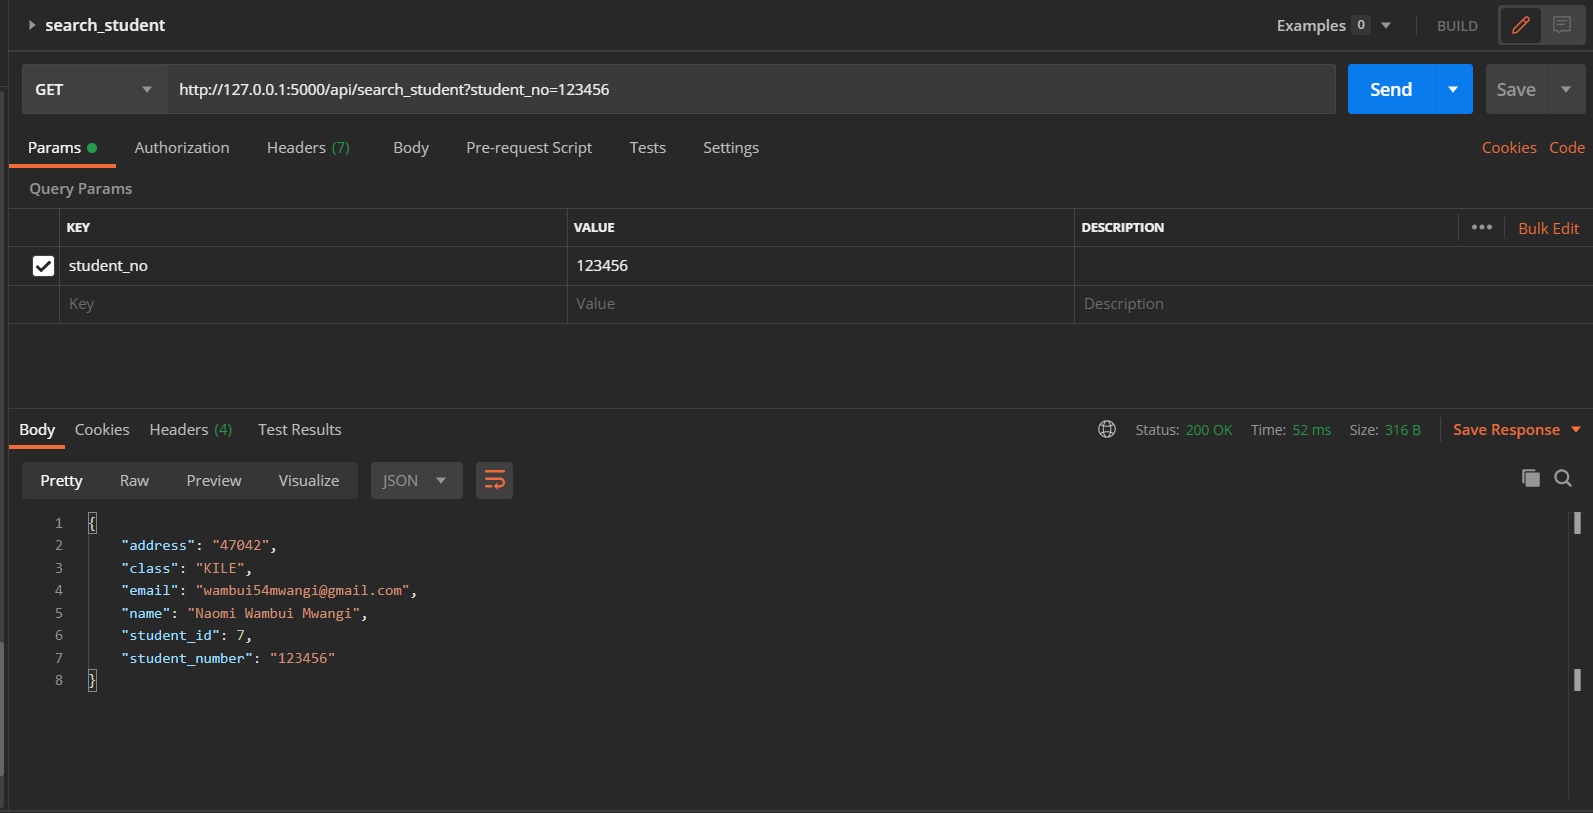 search_student
Examples 0 BUILD
GET http://127.0.0.1:5000/api/search_student?student_no=123456 Send Save
Params Authorization Headers (7) Body Pre-request Script Tests Settings Cookies Code
Query Params
KEY VALUE DESCRIPTION ••• Bulk Edit
student_no 123456
Key Value Description
Body Cookies Headers (4) Test Results Status: 200 OK Time: 52 ms Size: 316 B Save Response
Pretty Raw Preview Visualize JSON
1 {
2 "address": "47042",
3 "class": "KILE",
4 "email": "wambui54mwangi@gmail.com",
5 "name": "Naomi Wambui Mwangi",
6 "student_id": 7,
7 "student_number": "123456"
8 }